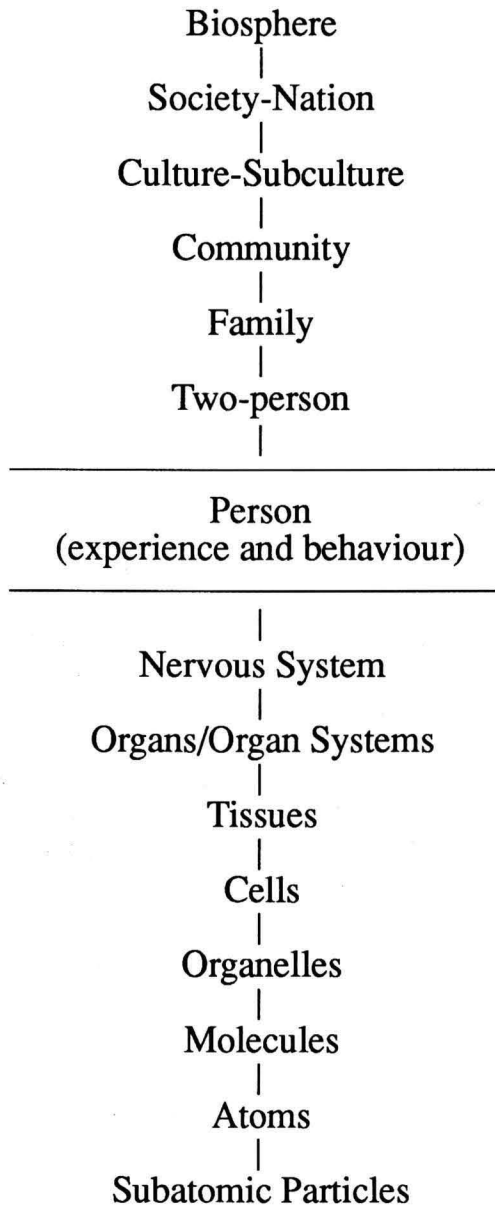 Biosphere
Society-Nation
Culture-Subculture
Community
Family
Two-person
Person
(experience and behaviour)
Nervous System
Organs/Organ Systems
Tissues
Cells
Organelles
Molecules
Atoms
Subatomic Particles